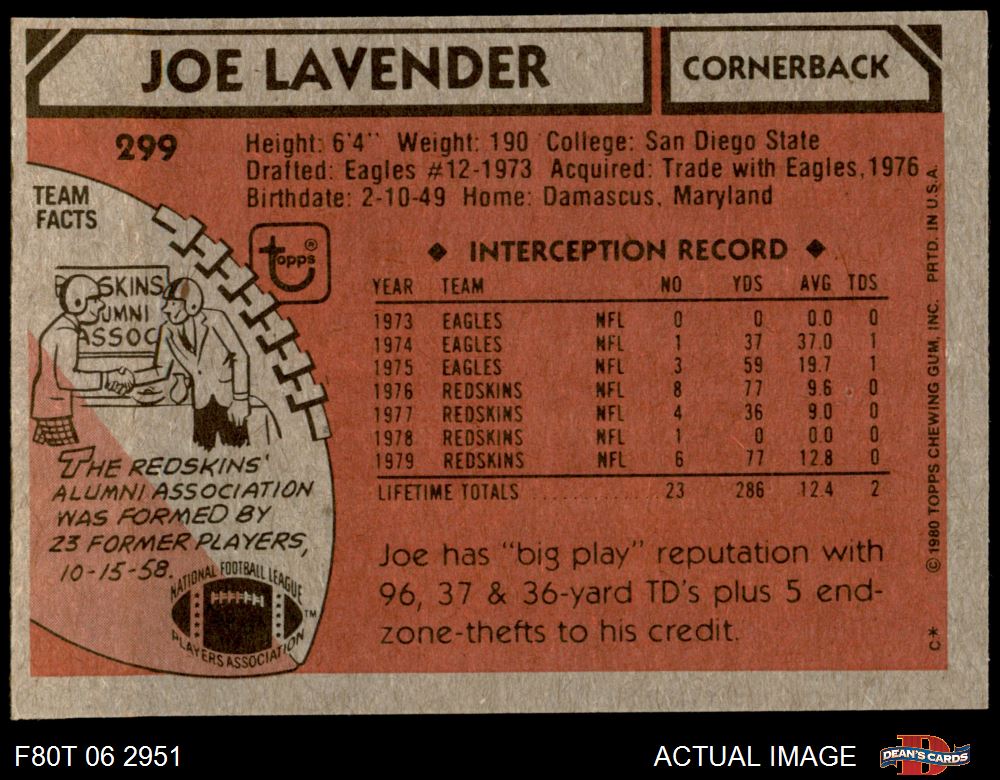 JOE LAVENDER
CORNERBACK
299
Height: 6'4" Weight: 190 College: San Diego State
Drafted: Eagles #12-1973 Acquired: Trade with Eagles, 1976
Birthdate: 2-10-49 Home: Damascus, Maryland
TEAM
FACTS
topps®
SKINS
UMNI
ASSOC
THE REDSKINS'
ALUMNI ASSOCIATION
WAS FORMED BY
23 FORMER PLAYERS,
10-15-58.
NATIONAL FOOTBALL LEAGUE
PLAYERS ASSOCIATION
™
◆ INTERCEPTION RECORD ◆
YEAR TEAM NO YDS AVG TDS
1973 EAGLES NFL 0 0 0.0 0
1974 EAGLES NFL 1 37 37.0 1
1975 EAGLES NFL 3 59 19.7 1
1976 REDSKINS NFL 8 77 9.6 0
1977 REDSKINS NFL 4 36 9.0 0
1978 REDSKINS NFL 1 0 0.0 0
1979 REDSKINS NFL 6 77 12.8 0
LIFETIME TOTALS ............ 23 286 12.4 2
Joe has "big play" reputation with
96, 37 & 36-yard TD's plus 5 end-
zone-thefts to his credit.
C* © 1980 TOPPS CHEWING GUM, INC. PRTD. IN U.S.A.
F80T 06 2951
ACTUAL IMAGE
DEAN'S CARDS